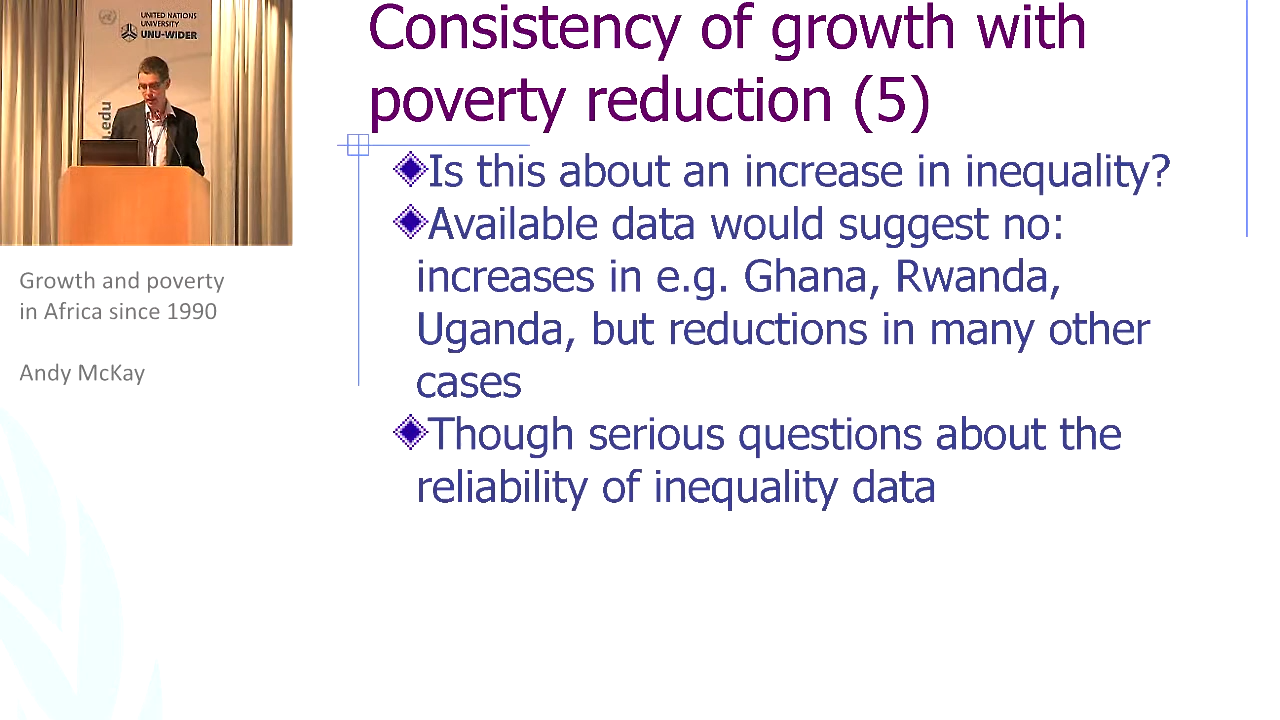 UNITED NATIONS
UNIVERSITY
UNU-WIDER
.edu
Growth and poverty
in Africa since 1990
Andy McKay
Consistency of growth with
poverty reduction (5)
Is this about an increase in inequality?
Available data would suggest no:
increases in e.g. Ghana, Rwanda,
Uganda, but reductions in many other
cases
Though serious questions about the
reliability of inequality data